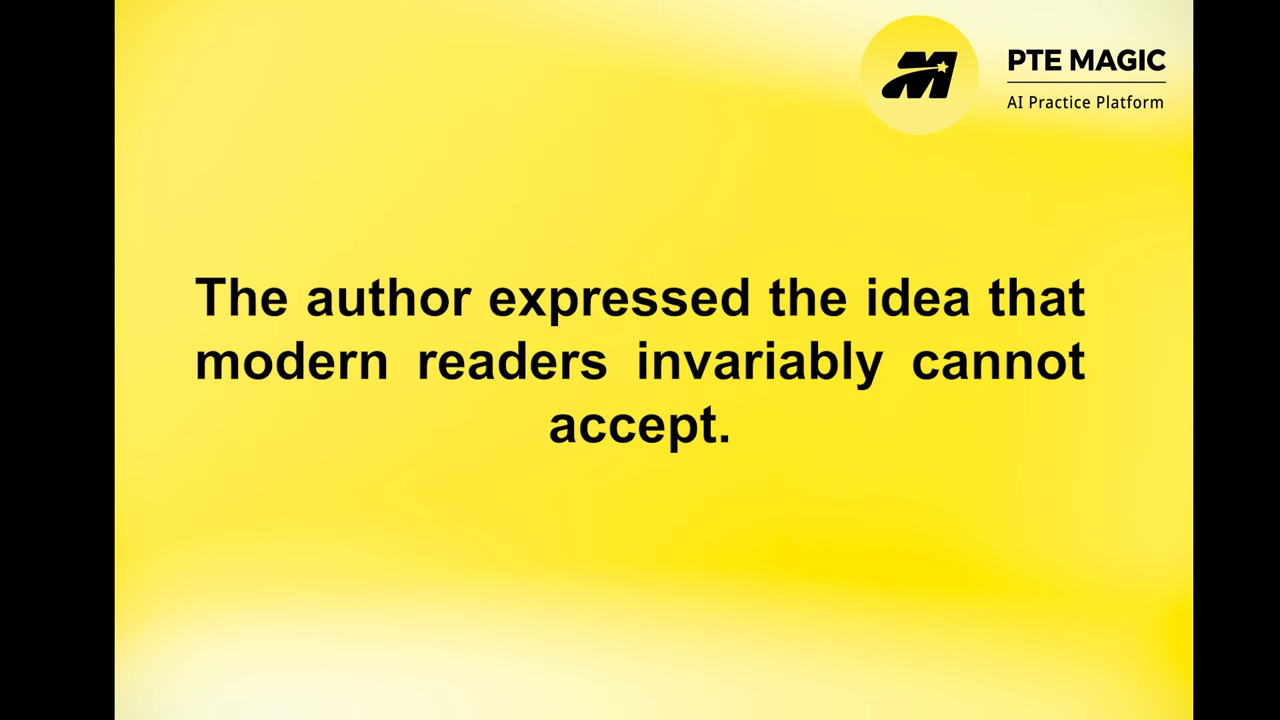 PTE MAGIC
AI Practice Platform
The author expressed the idea that
modern readers invariably cannot
accept.